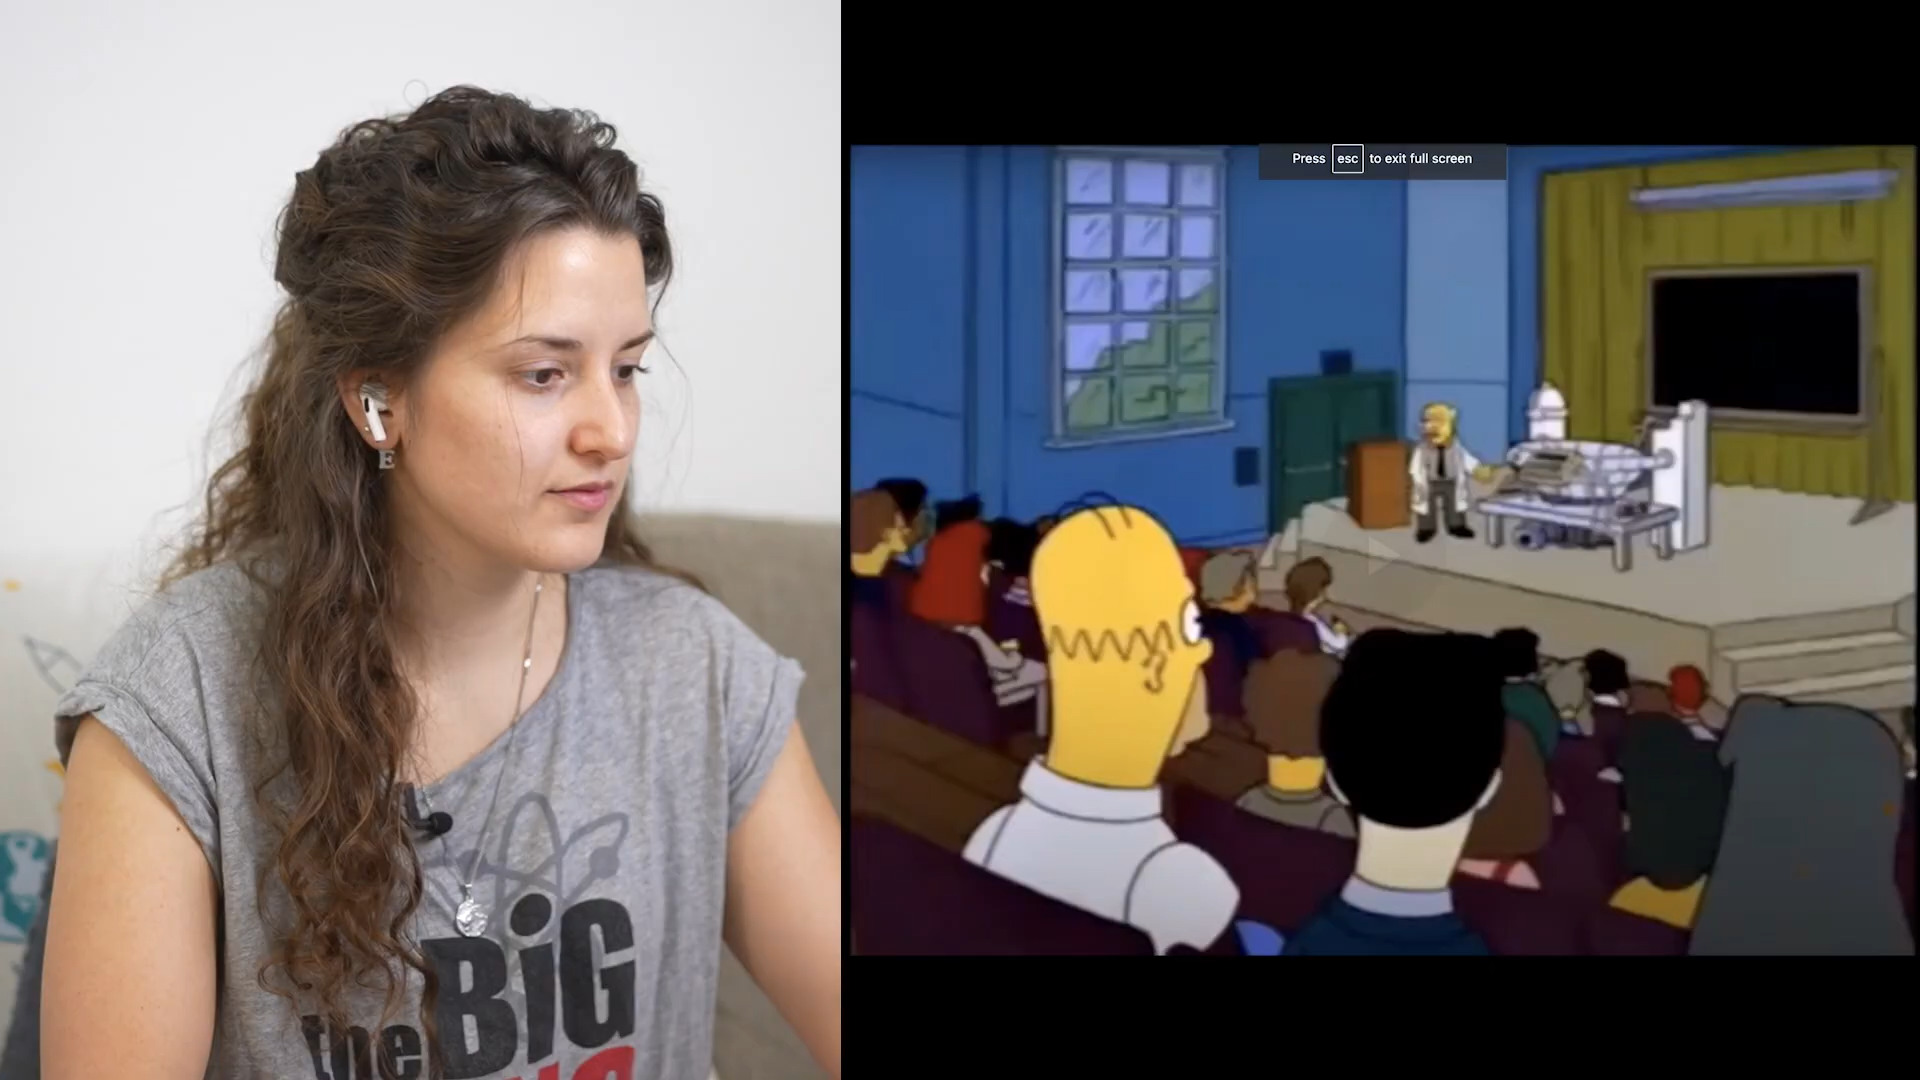 Press esc to exit full screen
E
the BiG